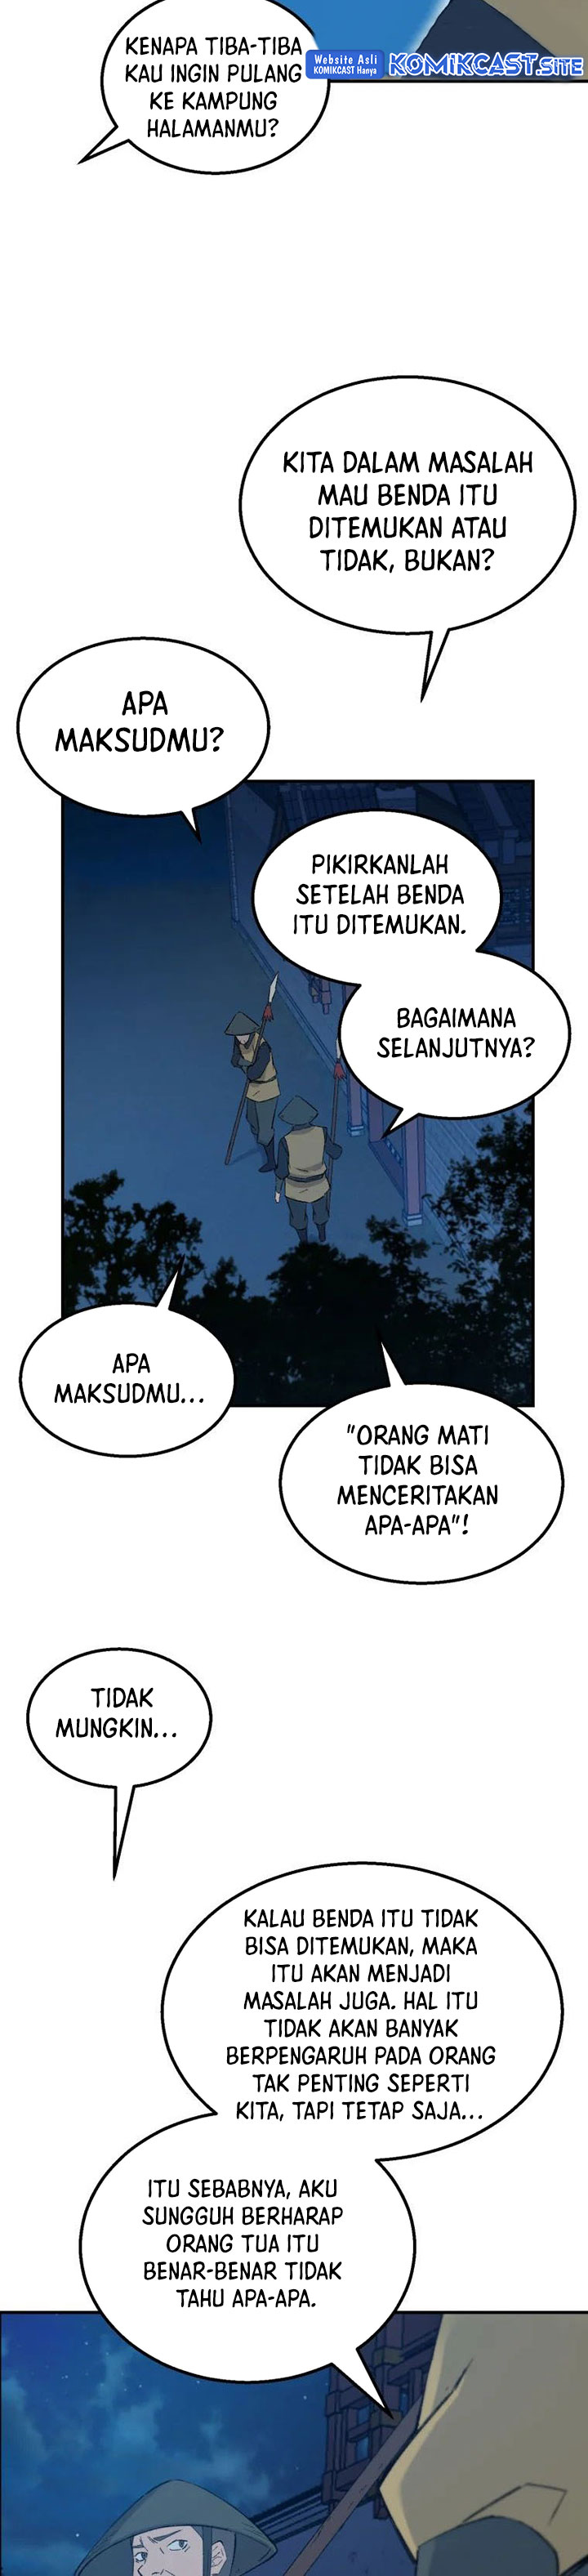 KENAPA TIBA-TIBA
KAU INGIN PULANG
KE KAMPUNG
HALAMANMU?
Website Asli
KOMIKCAST Hanya
KOMIKCAST.SITE
KITA DALAM MASALAH
MAU BENDA ITU
DITEMUKAN ATAU
TIDAK, BUKAN?
APA
MAKSUDMU?
PIKIRKANLAH
SETELAH BENDA
ITU DITEMUKAN.
BAGAIMANA
SELANJUTNYA?
APA
MAKSUDMU...
"ORANG MATI
TIDAK BISA
MENCERITAKAN
APA-APA"!
TIDAK
MUNGKIN...
KALAU BENDA ITU TIDAK
BISA DITEMUKAN, MAKA
ITU AKAN MENJADI
MASALAH JUGA. HAL ITU
TIDAK AKAN BANYAK
BERPENGARUH PADA ORANG
TAK PENTING SEPERTI
KITA, TAPI TETAP SAJA...
ITU SEBABNYA, AKU
SUNGGUH BERHARAP
ORANG TUA ITU
BENAR-BENAR TIDAK
TAHU APA-APA.